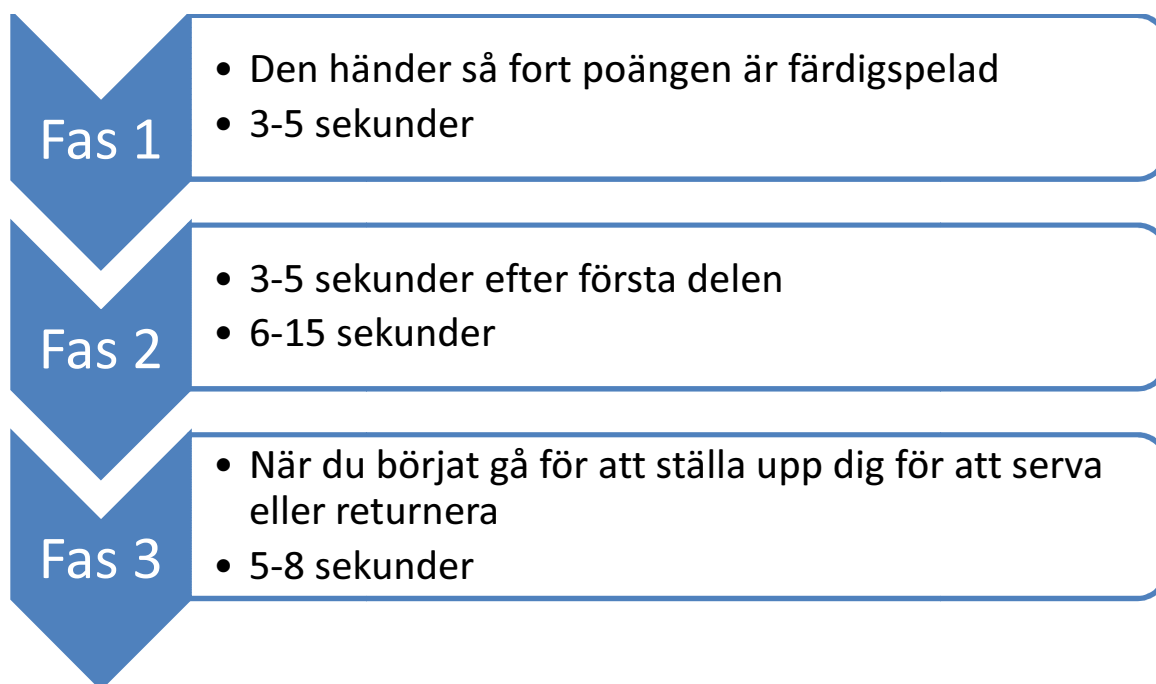 Fas 1
• Den händer så fort poängen är färdigspelad
• 3-5 sekunder
Fas 2
• 3-5 sekunder efter första delen
• 6-15 sekunder
Fas 3
• När du börjat gå för att ställa upp dig för att serva
eller returnera
• 5-8 sekunder